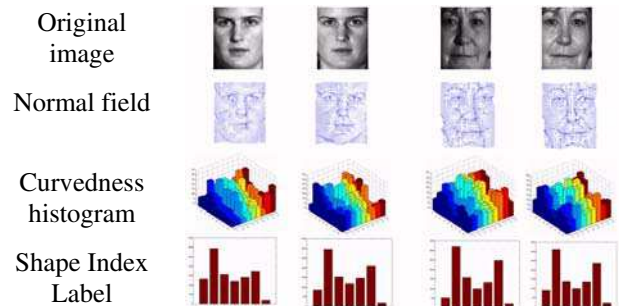 Original
image
Normal field
Curvedness
histogram
Shape Index
Label